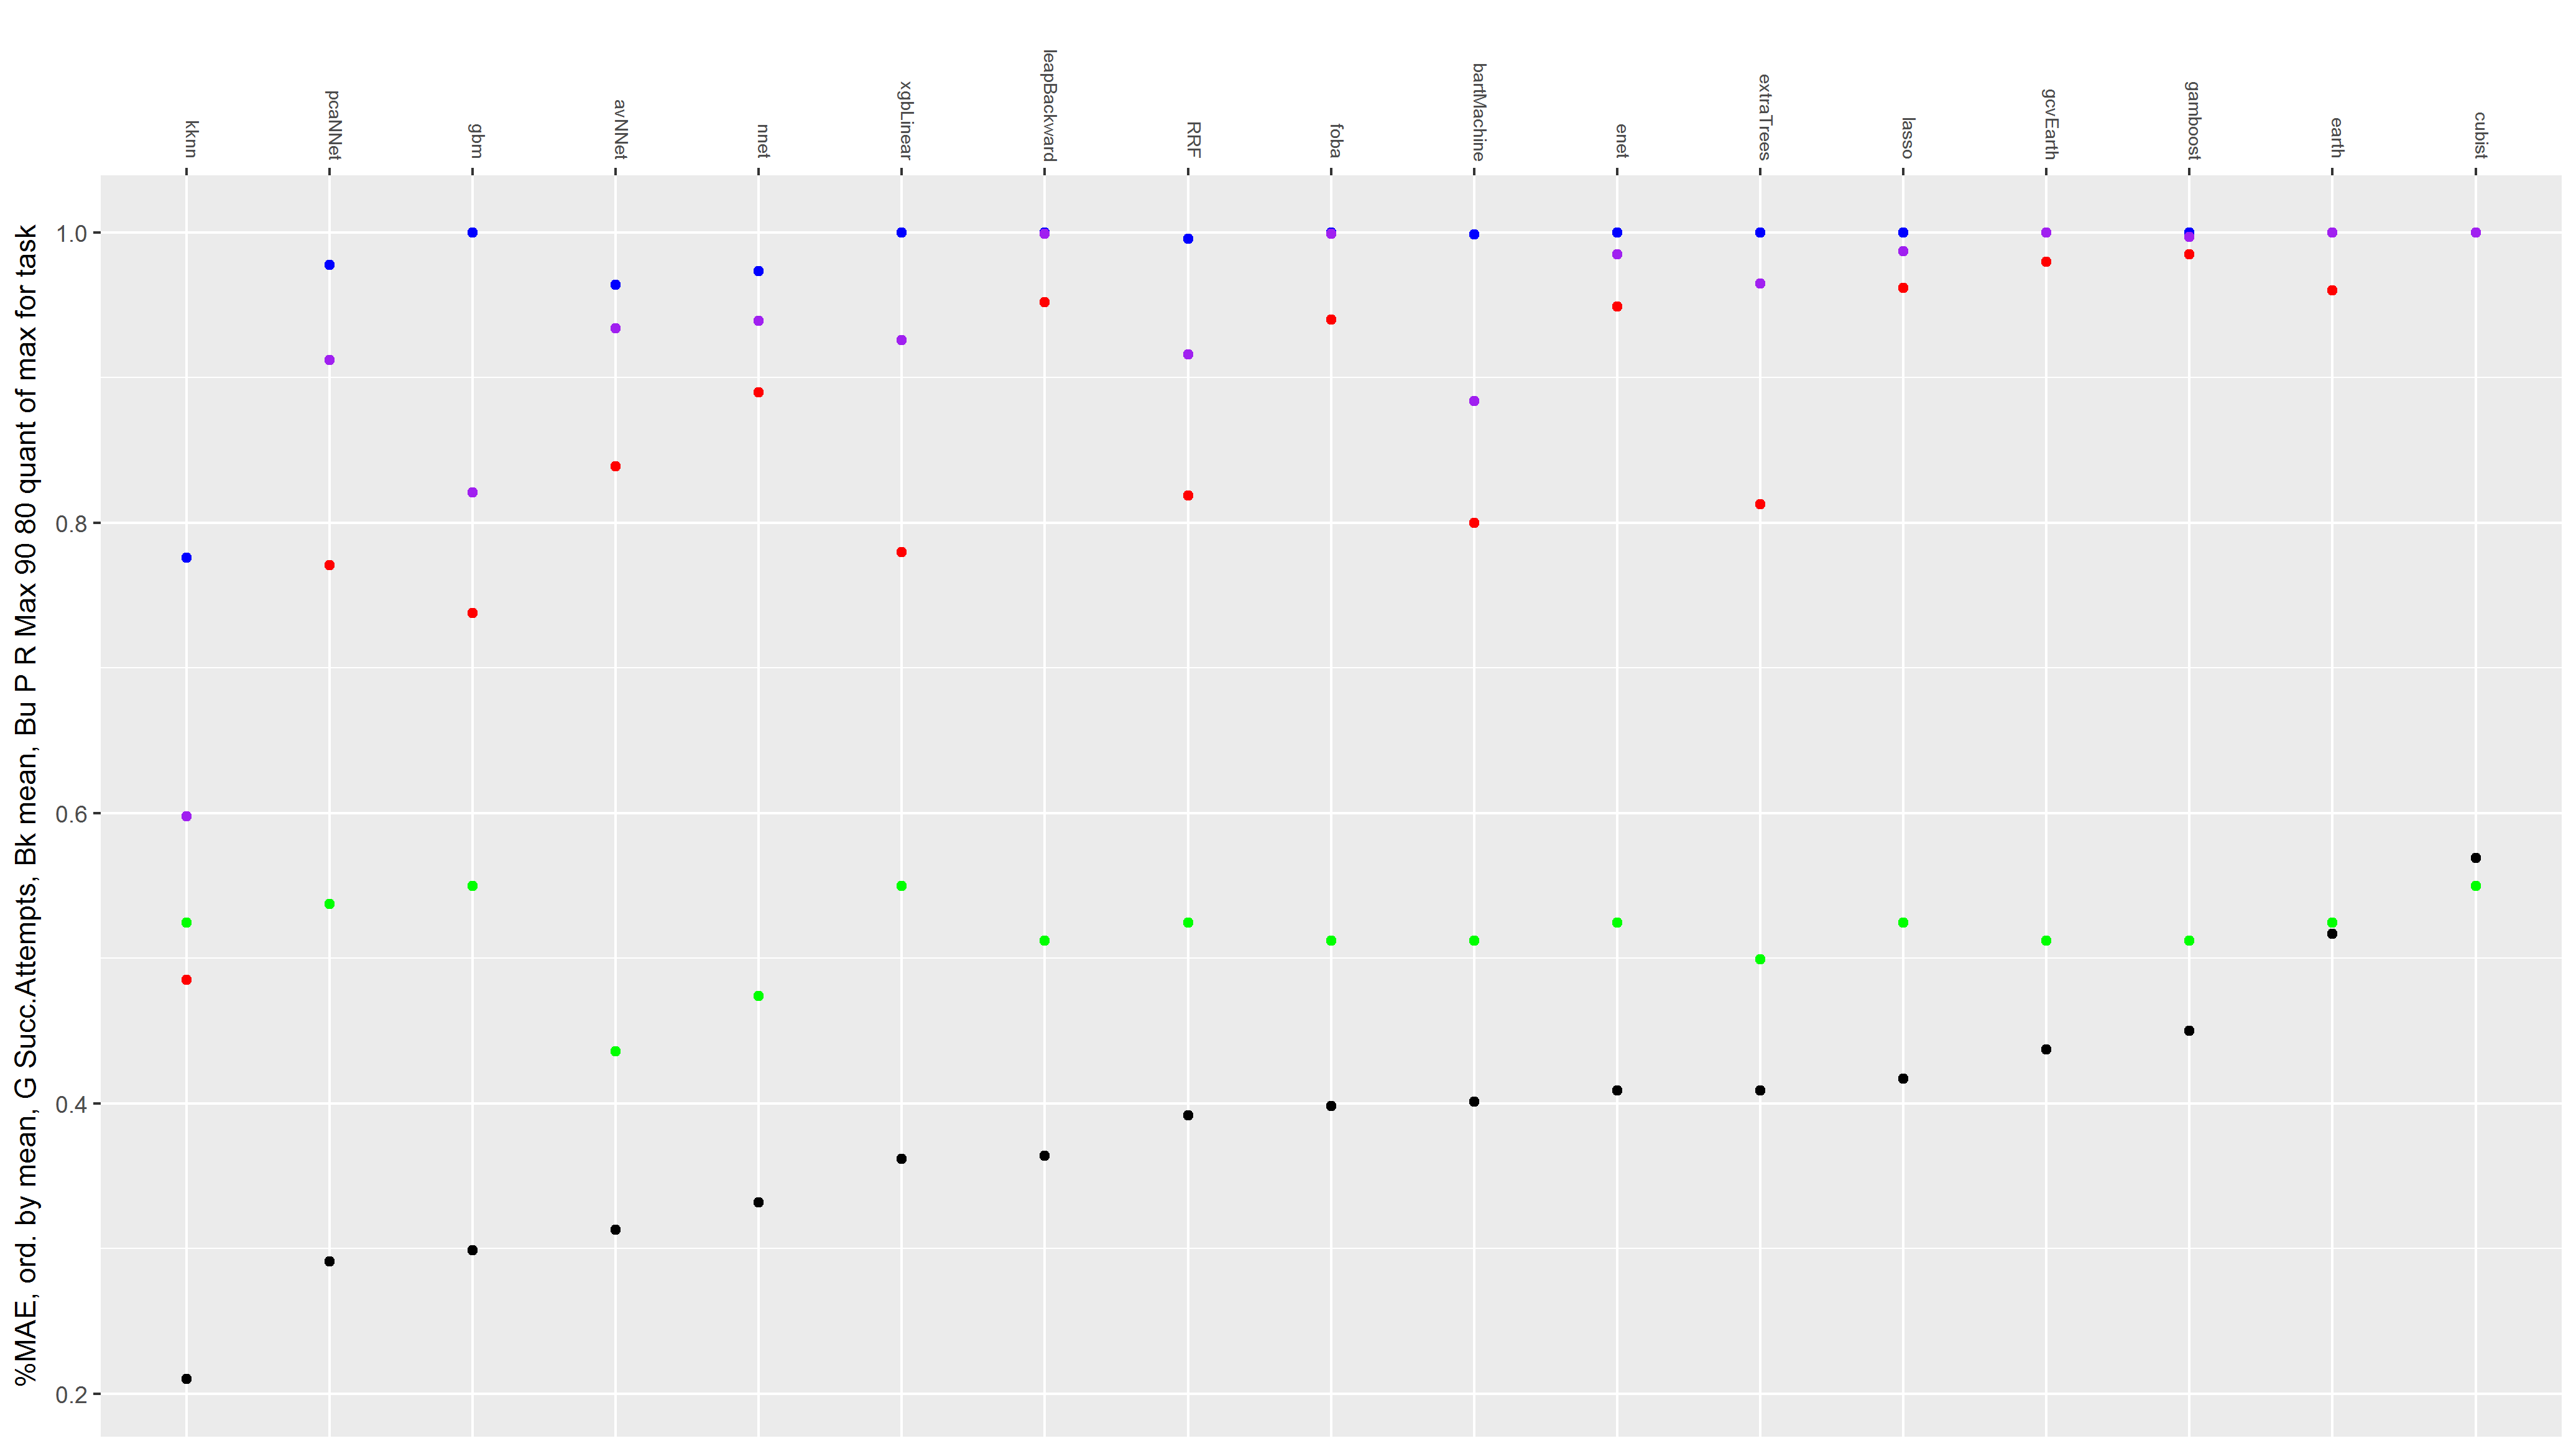 kknn
pcaNNet
gbm
avNNet
nnet
xgbLinear
leapBackward
RRF
foba
bartMachine
enet
extraTrees
lasso
gcvEarth
gamboost
earth
cubist
%MAE, ord. by mean, G Succ.Attempts, Bk mean, Bu P R Max 90 80 quant of max for task
1.0
0.8
0.6
0.4
0.2